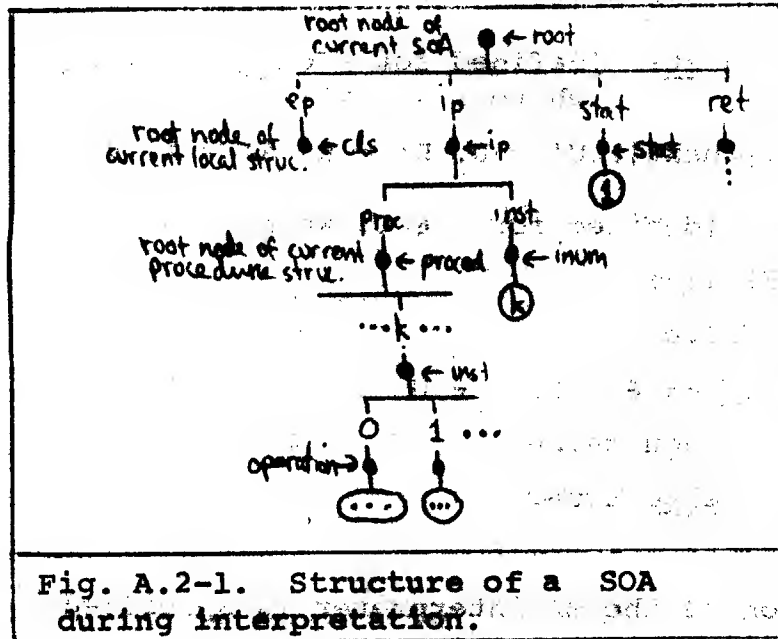 root node of
current SOA ← root
ep ip stat ret
root node of
current local struc. ← cls ← ip ← stat
1
proc inst
root node of current
procedure struc. ← proced ← inum
k
...k...
← inst
0 1 ...
operation →
... ...
Fig. A.2-1. Structure of a SOA
during interpretation.